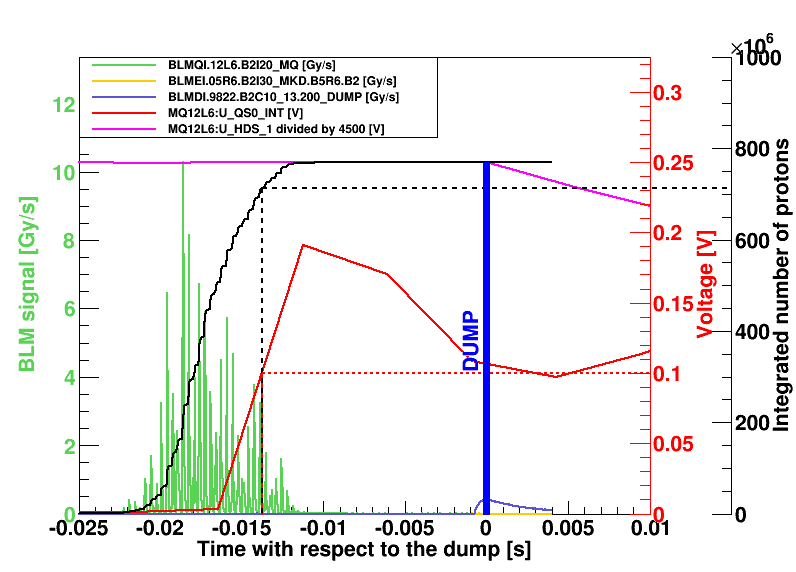 ×10^6
BLMQI.12L6.B2I20_MQ [Gy/s]
BLMEI.05R6.B2I30_MKD.B5R6.B2 [Gy/s]
BLMDI.9822.B2C10_13.200_DUMP [Gy/s]
MQ12L6:U_QS0_INT [V]
MQ12L6:U_HDS_1 divided by 4500 [V]
BLM signal [Gy/s]
12
10
8
6
4
2
0
DUMP
0.3
0.25
0.2
0.15
0.1
0.05
0
Voltage [V]
1000
800
600
400
200
0
Integrated number of protons
-0.025 -0.02 -0.015 -0.01 -0.005 0 0.005 0.01
Time with respect to the dump [s]